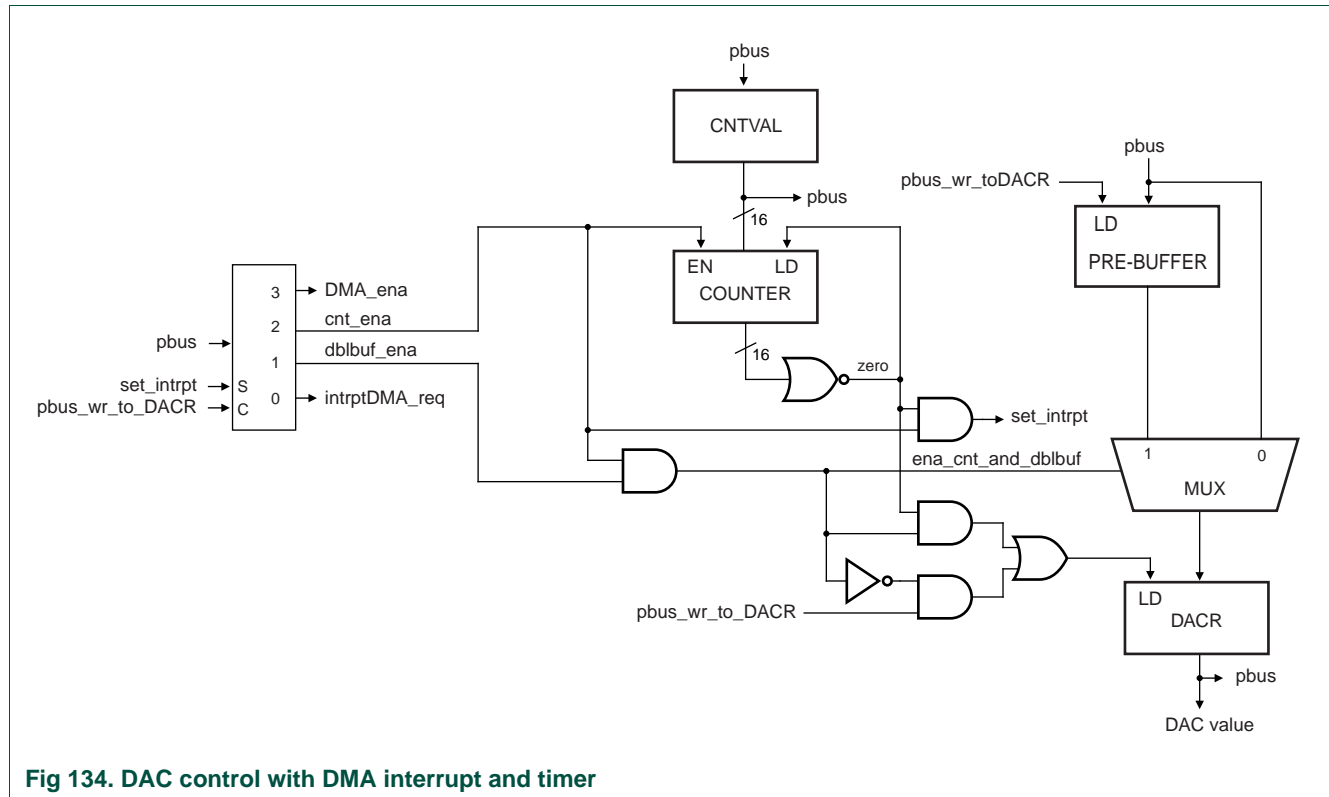 pbus
CNTVAL
pbus
16
pbus
pbus_wr_toDACR
LD
PRE-BUFFER
EN LD
COUNTER
3 DMA_ena
2 cnt_ena
1 dblbuf_ena
0 intrptDMA_req
pbus
set_intrpt S
pbus_wr_to_DACR C
16
zero
set_intrpt
ena_cnt_and_dblbuf
1 0
MUX
pbus_wr_to_DACR
LD
DACR
pbus
DAC value
Fig 134. DAC control with DMA interrupt and timer